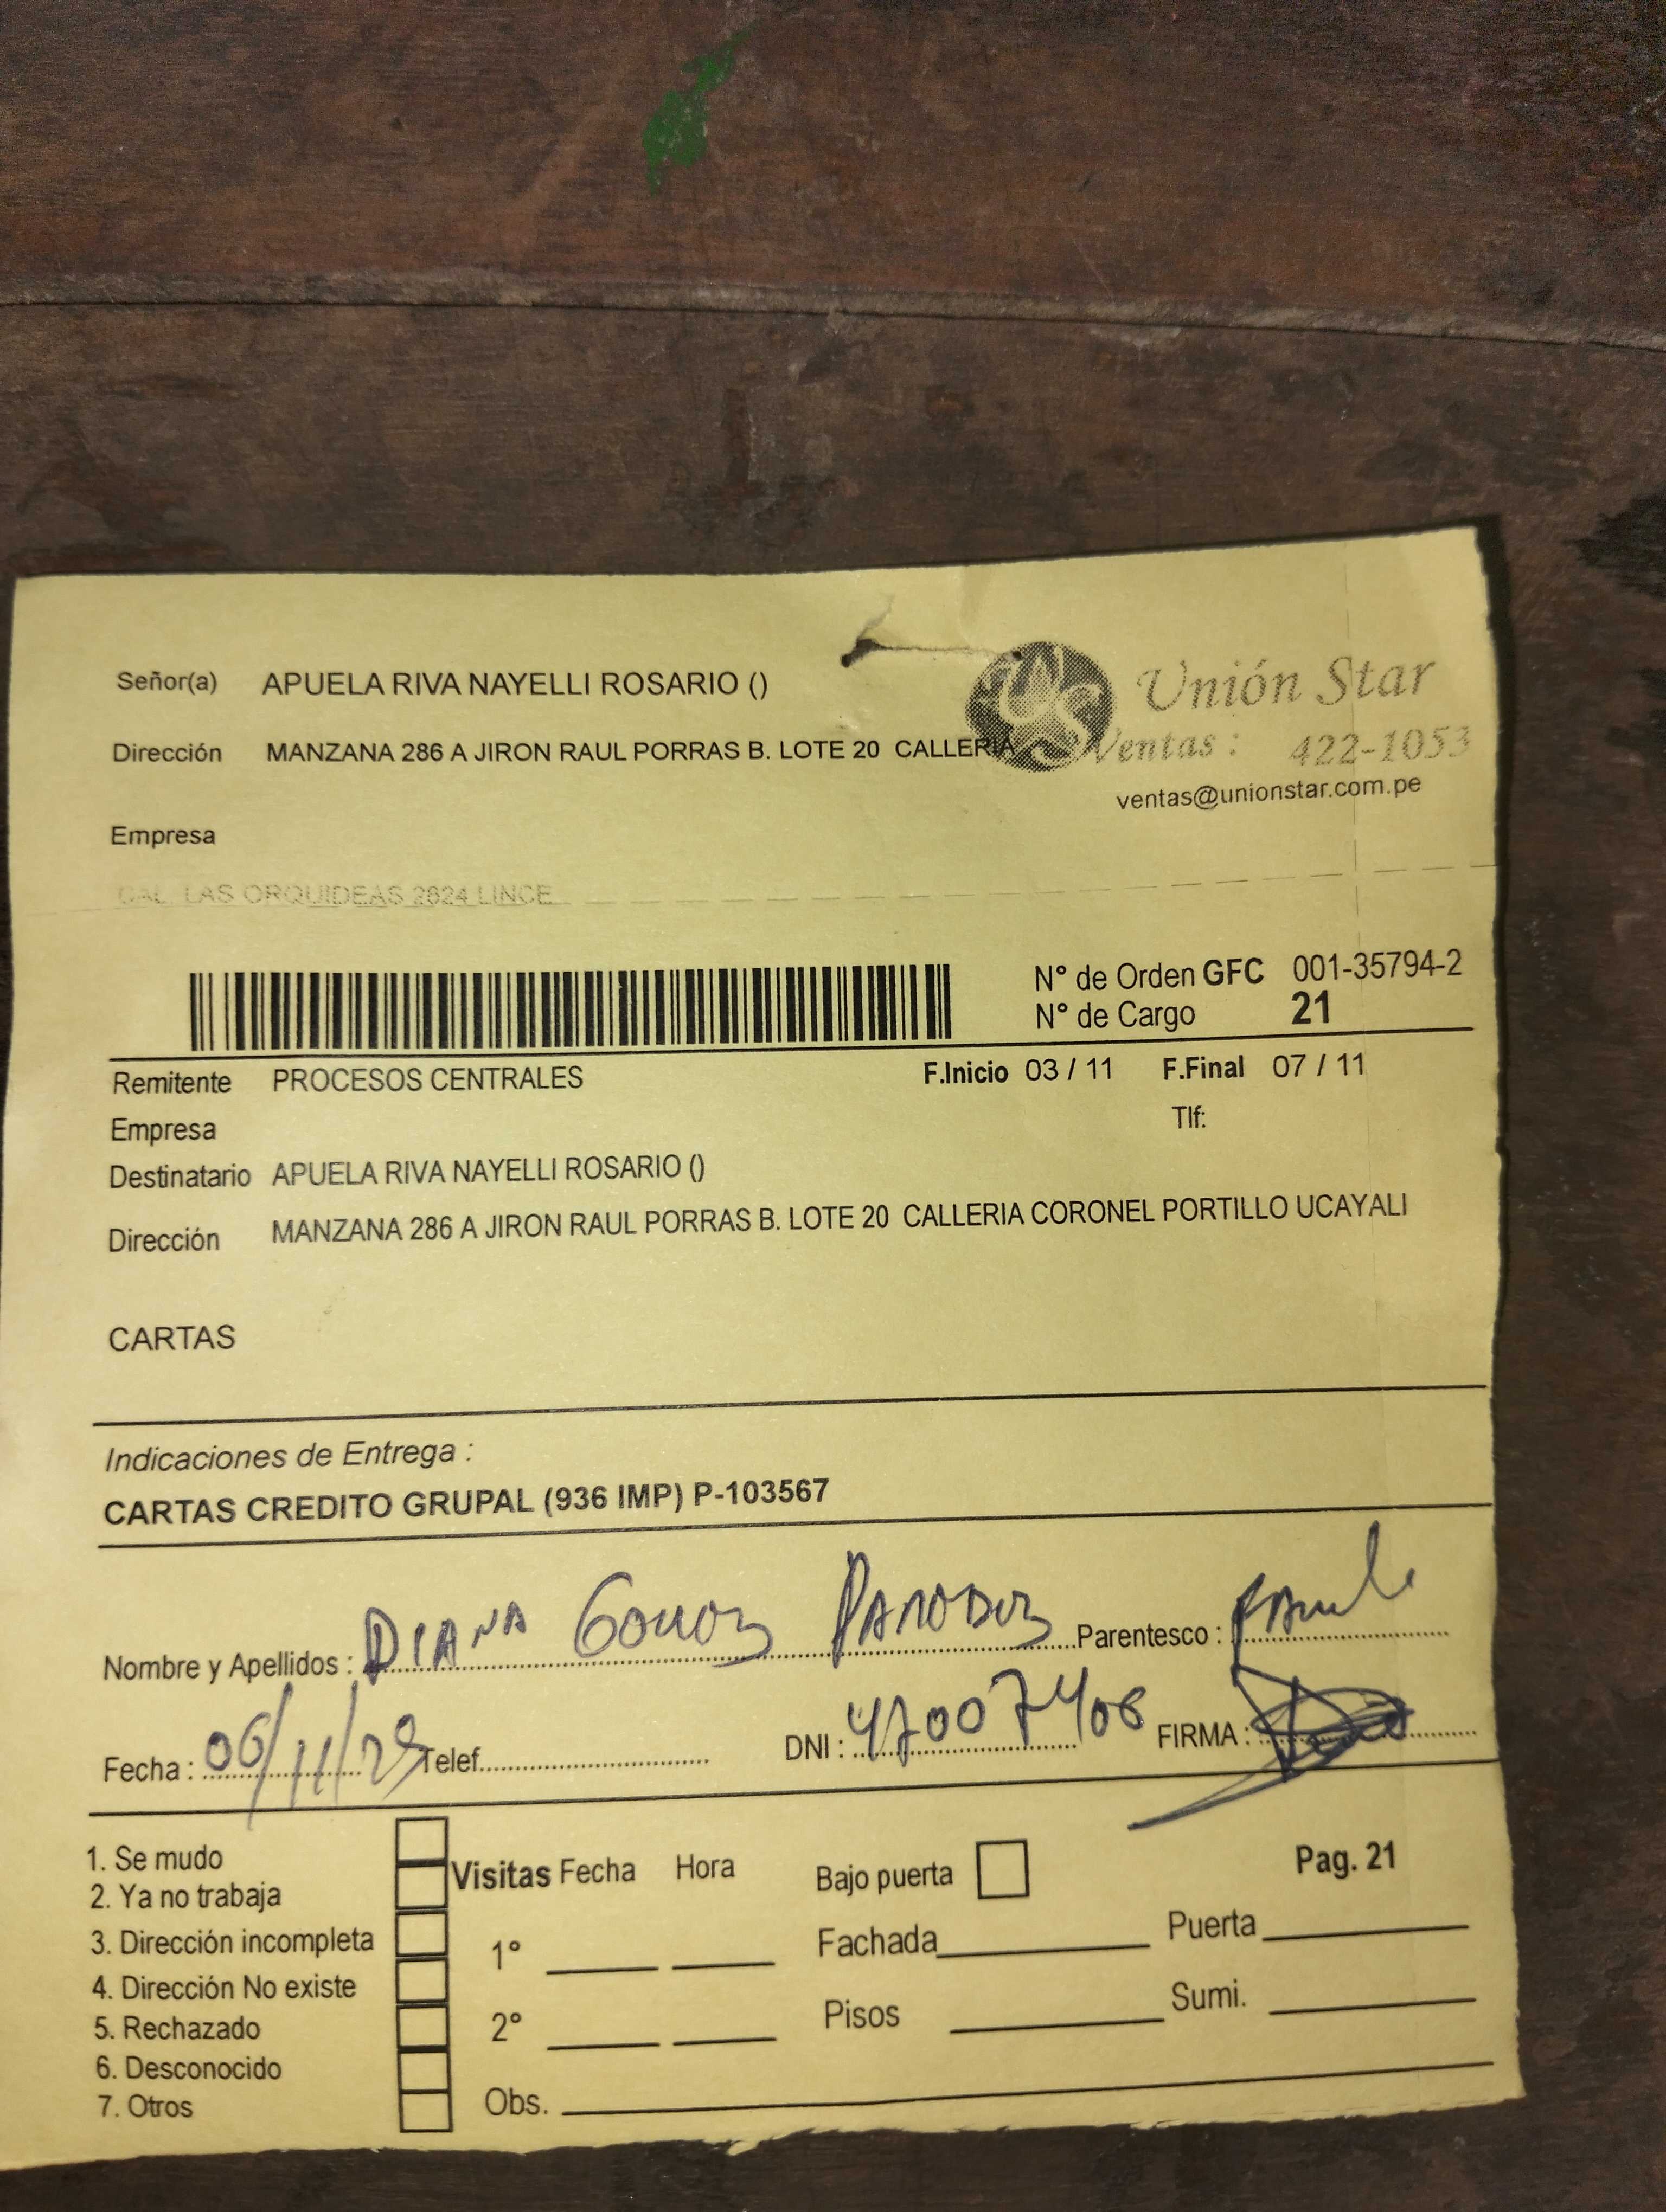 Señor(a) APUELA RIVA NAYELLI ROSARIO ()
Unión Star
Dirección MANZANA 286 A JIRON RAUL PORRAS B. LOTE 20 CALLERIA
Ventas : 422-1053
ventas@unionstar.com.pe
Empresa
CAL. LAS ORQUIDEAS 2624 LINCE
N° de Orden GFC 001-35794-2
N° de Cargo 21
Remitente PROCESOS CENTRALES F.Inicio 03 / 11 F.Final 07 / 11
Empresa Tlf:
Destinatario APUELA RIVA NAYELLI ROSARIO ()
Dirección MANZANA 286 A JIRON RAUL PORRAS B. LOTE 20 CALLERIA CORONEL PORTILLO UCAYALI
CARTAS
Indicaciones de Entrega :
CARTAS CREDITO GRUPAL (936 IMP) P-103567
Nombre y Apellidos : DIANA Parentesco :
Fecha : 06/11/25 Telef. DNI : 47007408 FIRMA :
1. Se mudo
2. Ya no trabaja
3. Dirección incompleta
4. Dirección No existe
5. Rechazado
6. Desconocido
7. Otros
Visitas Fecha Hora
1°
2°
Obs.
Bajo puerta Pag. 21
Fachada Puerta
Pisos Sumi.